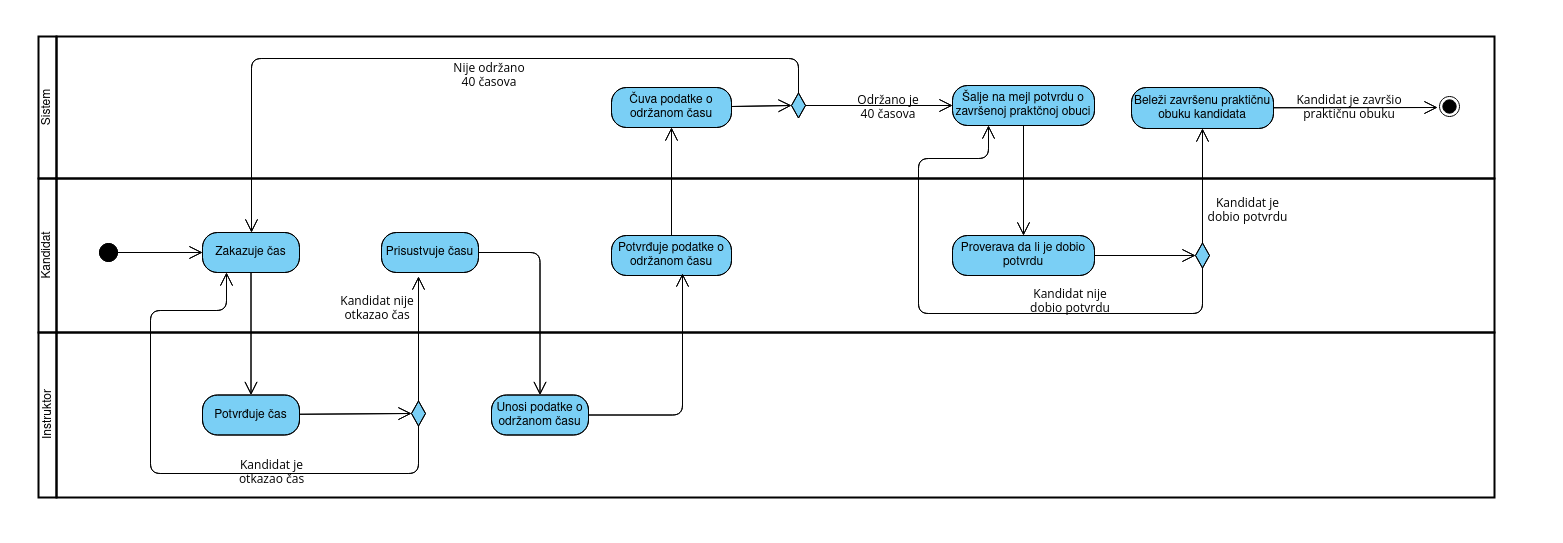 Sistem
Nije održano
40 časova
Čuva podatke o
održanom času
Održano je
40 časova
Šalje na mejl potvrdu o
završenoj praktčnoj obuci
Beleži završenu praktičnu
obuku kandidata
Kandidat je završio
praktičnu obuku
Kandidat
Zakazuje čas
Prisustvuje času
Potvrđuje podatke o
održanom času
Proverava da li je dobio
potvrdu
Kandidat je
dobio potvrdu
Kandidat nije
otkazao čas
Kandidat nije
dobio potvrdu
Instruktor
Potvrđuje čas
Unosi podatke o
održanom času
Kandidat je
otkazao čas